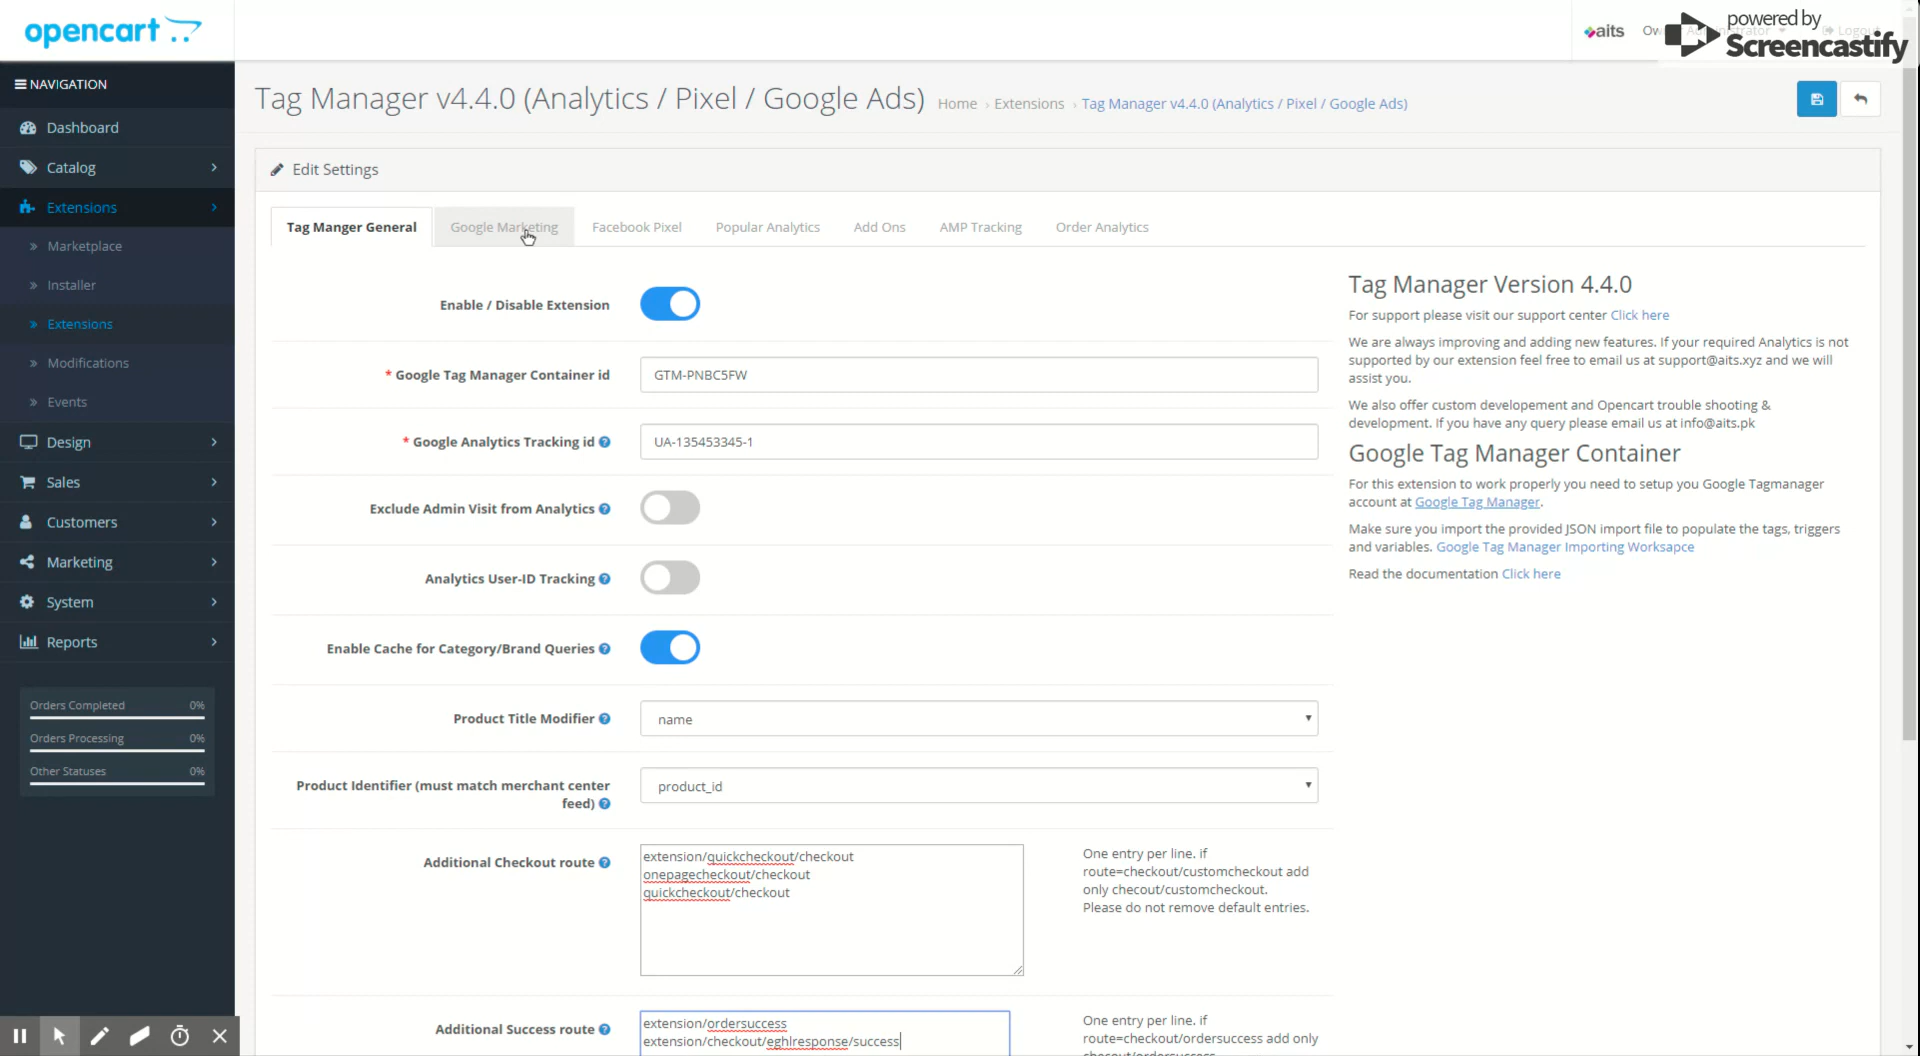 opencart
aits
Ow
powered by
Screencastify
NAVIGATION
Dashboard
Catalog
Extensions
Marketplace
Installer
Extensions
Modifications
Events
Design
Sales
Customers
Marketing
System
Reports
Orders Completed 0%
Orders Processing 0%
Other Statuses 0%
Tag Manager v4.4.0 (Analytics / Pixel / Google Ads)
Home › Extensions › Tag Manager v4.4.0 (Analytics / Pixel / Google Ads)
Edit Settings
Tag Manger General Google Marketing Facebook Pixel Popular Analytics Add Ons AMP Tracking Order Analytics
Enable / Disable Extension
* Google Tag Manager Container id GTM-PNBC5FW
* Google Analytics Tracking id UA-135453345-1
Exclude Admin Visit from Analytics
Analytics User-ID Tracking
Enable Cache for Category/Brand Queries
Product Title Modifier name
Product Identifier (must match merchant center
feed) product_id
Additional Checkout route
extension/quickcheckout/checkout
onepagecheckout/checkout
quickcheckout/checkout
One entry per line. if
route=checkout/customcheckout add
only checout/customcheckout.
Please do not remove default entries.
Additional Success route
extension/ordersuccess
extension/checkout/eghlresponse/success
One entry per line. if
route=checkout/ordersuccess add only
Tag Manager Version 4.4.0
For support please visit our support center Click here
We are always improving and adding new features. If your required Analytics is not
supported by our extension feel free to email us at support@aits.xyz and we will
assist you.
We also offer custom developement and Opencart trouble shooting &
development. If you have any query please email us at info@aits.pk
Google Tag Manager Container
For this extension to work properly you need to setup you Google Tagmanager
account at Google Tag Manager.
Make sure you import the provided JSON import file to populate the tags, triggers
and variables. Google Tag Manager Importing Worksapce
Read the documentation Click here